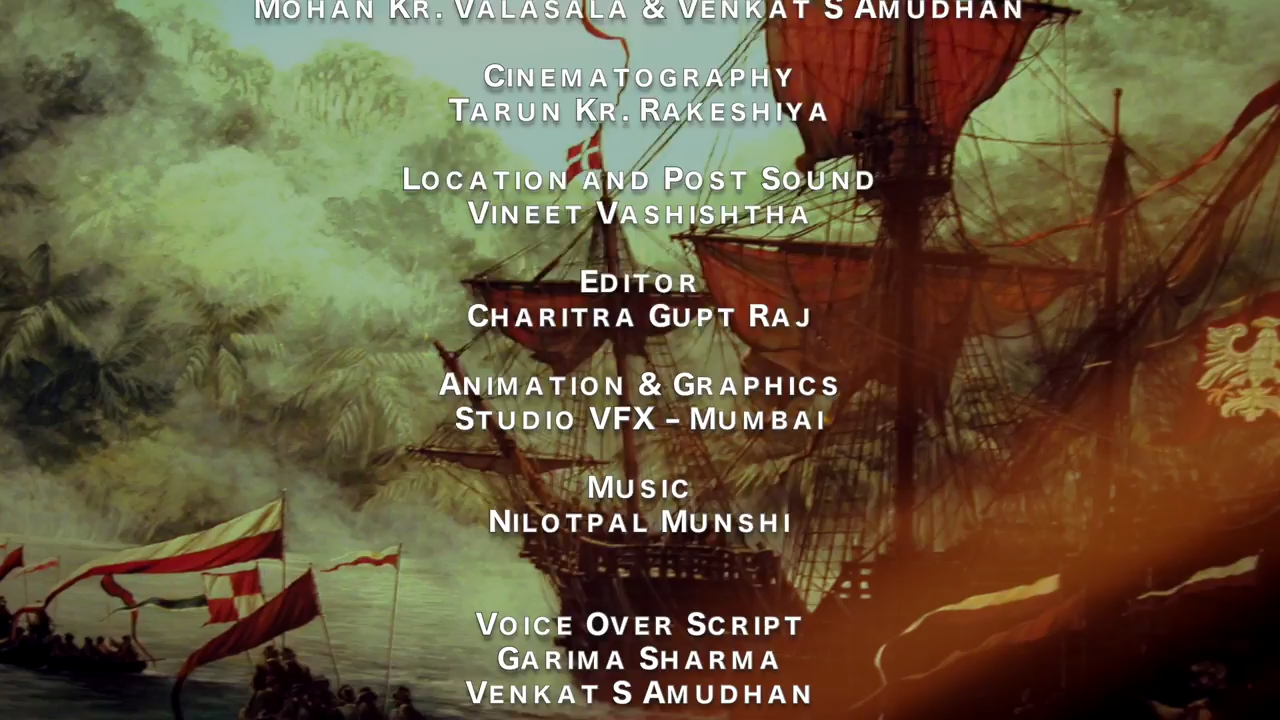 MOHAN KR. VALASALA & VENKAT S AMUDHAN
CINEMATOGRAPHY
TARUN KR. RAKESHIYA
LOCATION AND POST SOUND
VINEET VASHISHTHA
EDITOR
CHARITRA GUPT RAJ
ANIMATION & GRAPHICS
STUDIO VFX – MUMBAI
MUSIC
NILOTPAL MUNSHI
VOICE OVER SCRIPT
GARIMA SHARMA
VENKAT S AMUDHAN